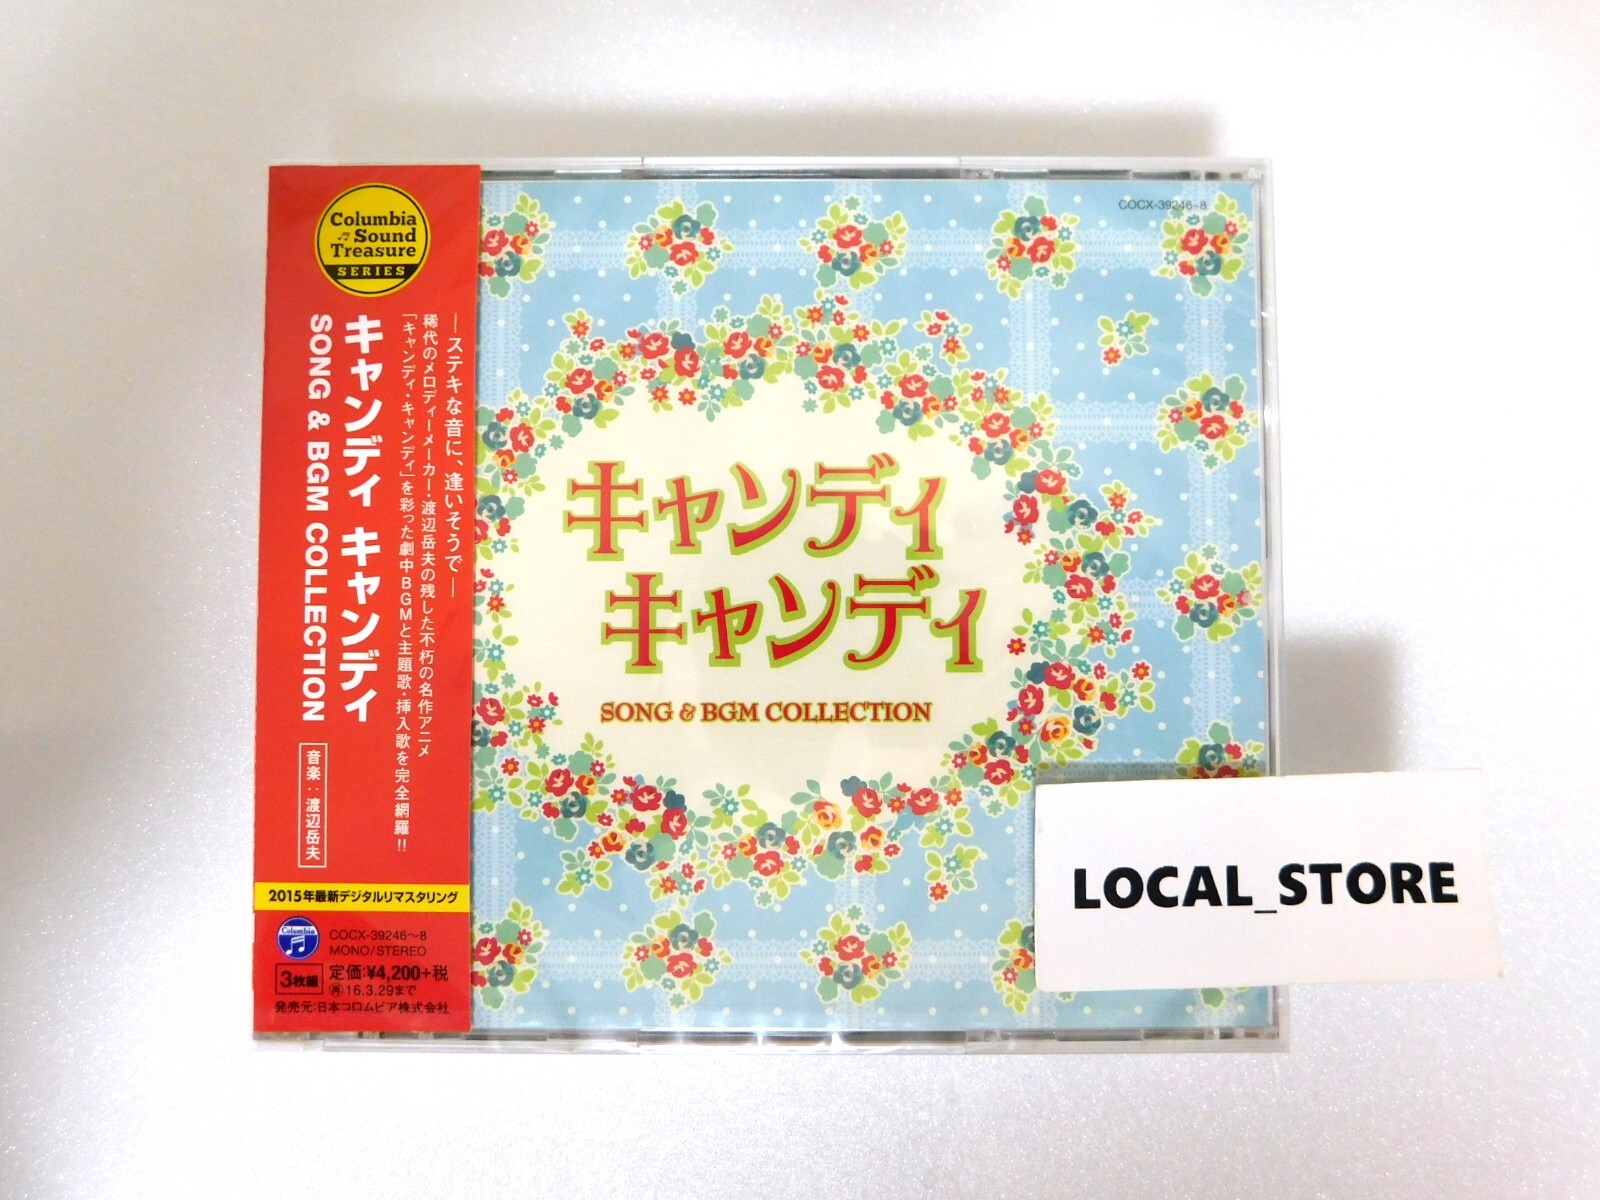 Columbia
Sound
Treasure
SERIES
キャンディ キャンディ
SONG & BGM COLLECTION
音楽:渡辺岳夫
―ステキな音に、逢いそうで―
稀代のメロディーメーカー・渡辺岳夫の残した不朽の名作アニメ
「キャンディ・キャンディ」を彩った劇中BGMと主題歌・挿入歌を完全網羅!!
2015年最新デジタルリマスタリング
Columbia
COCX-39246〜8
MONO/STEREO
3枚組
定価:¥4,200+税
再16.3.29まで
発売元:日本コロムビア株式会社
COCX-39246~8
キャンディ
キャンディ
SONG & BGM COLLECTION
LOCAL_STORE